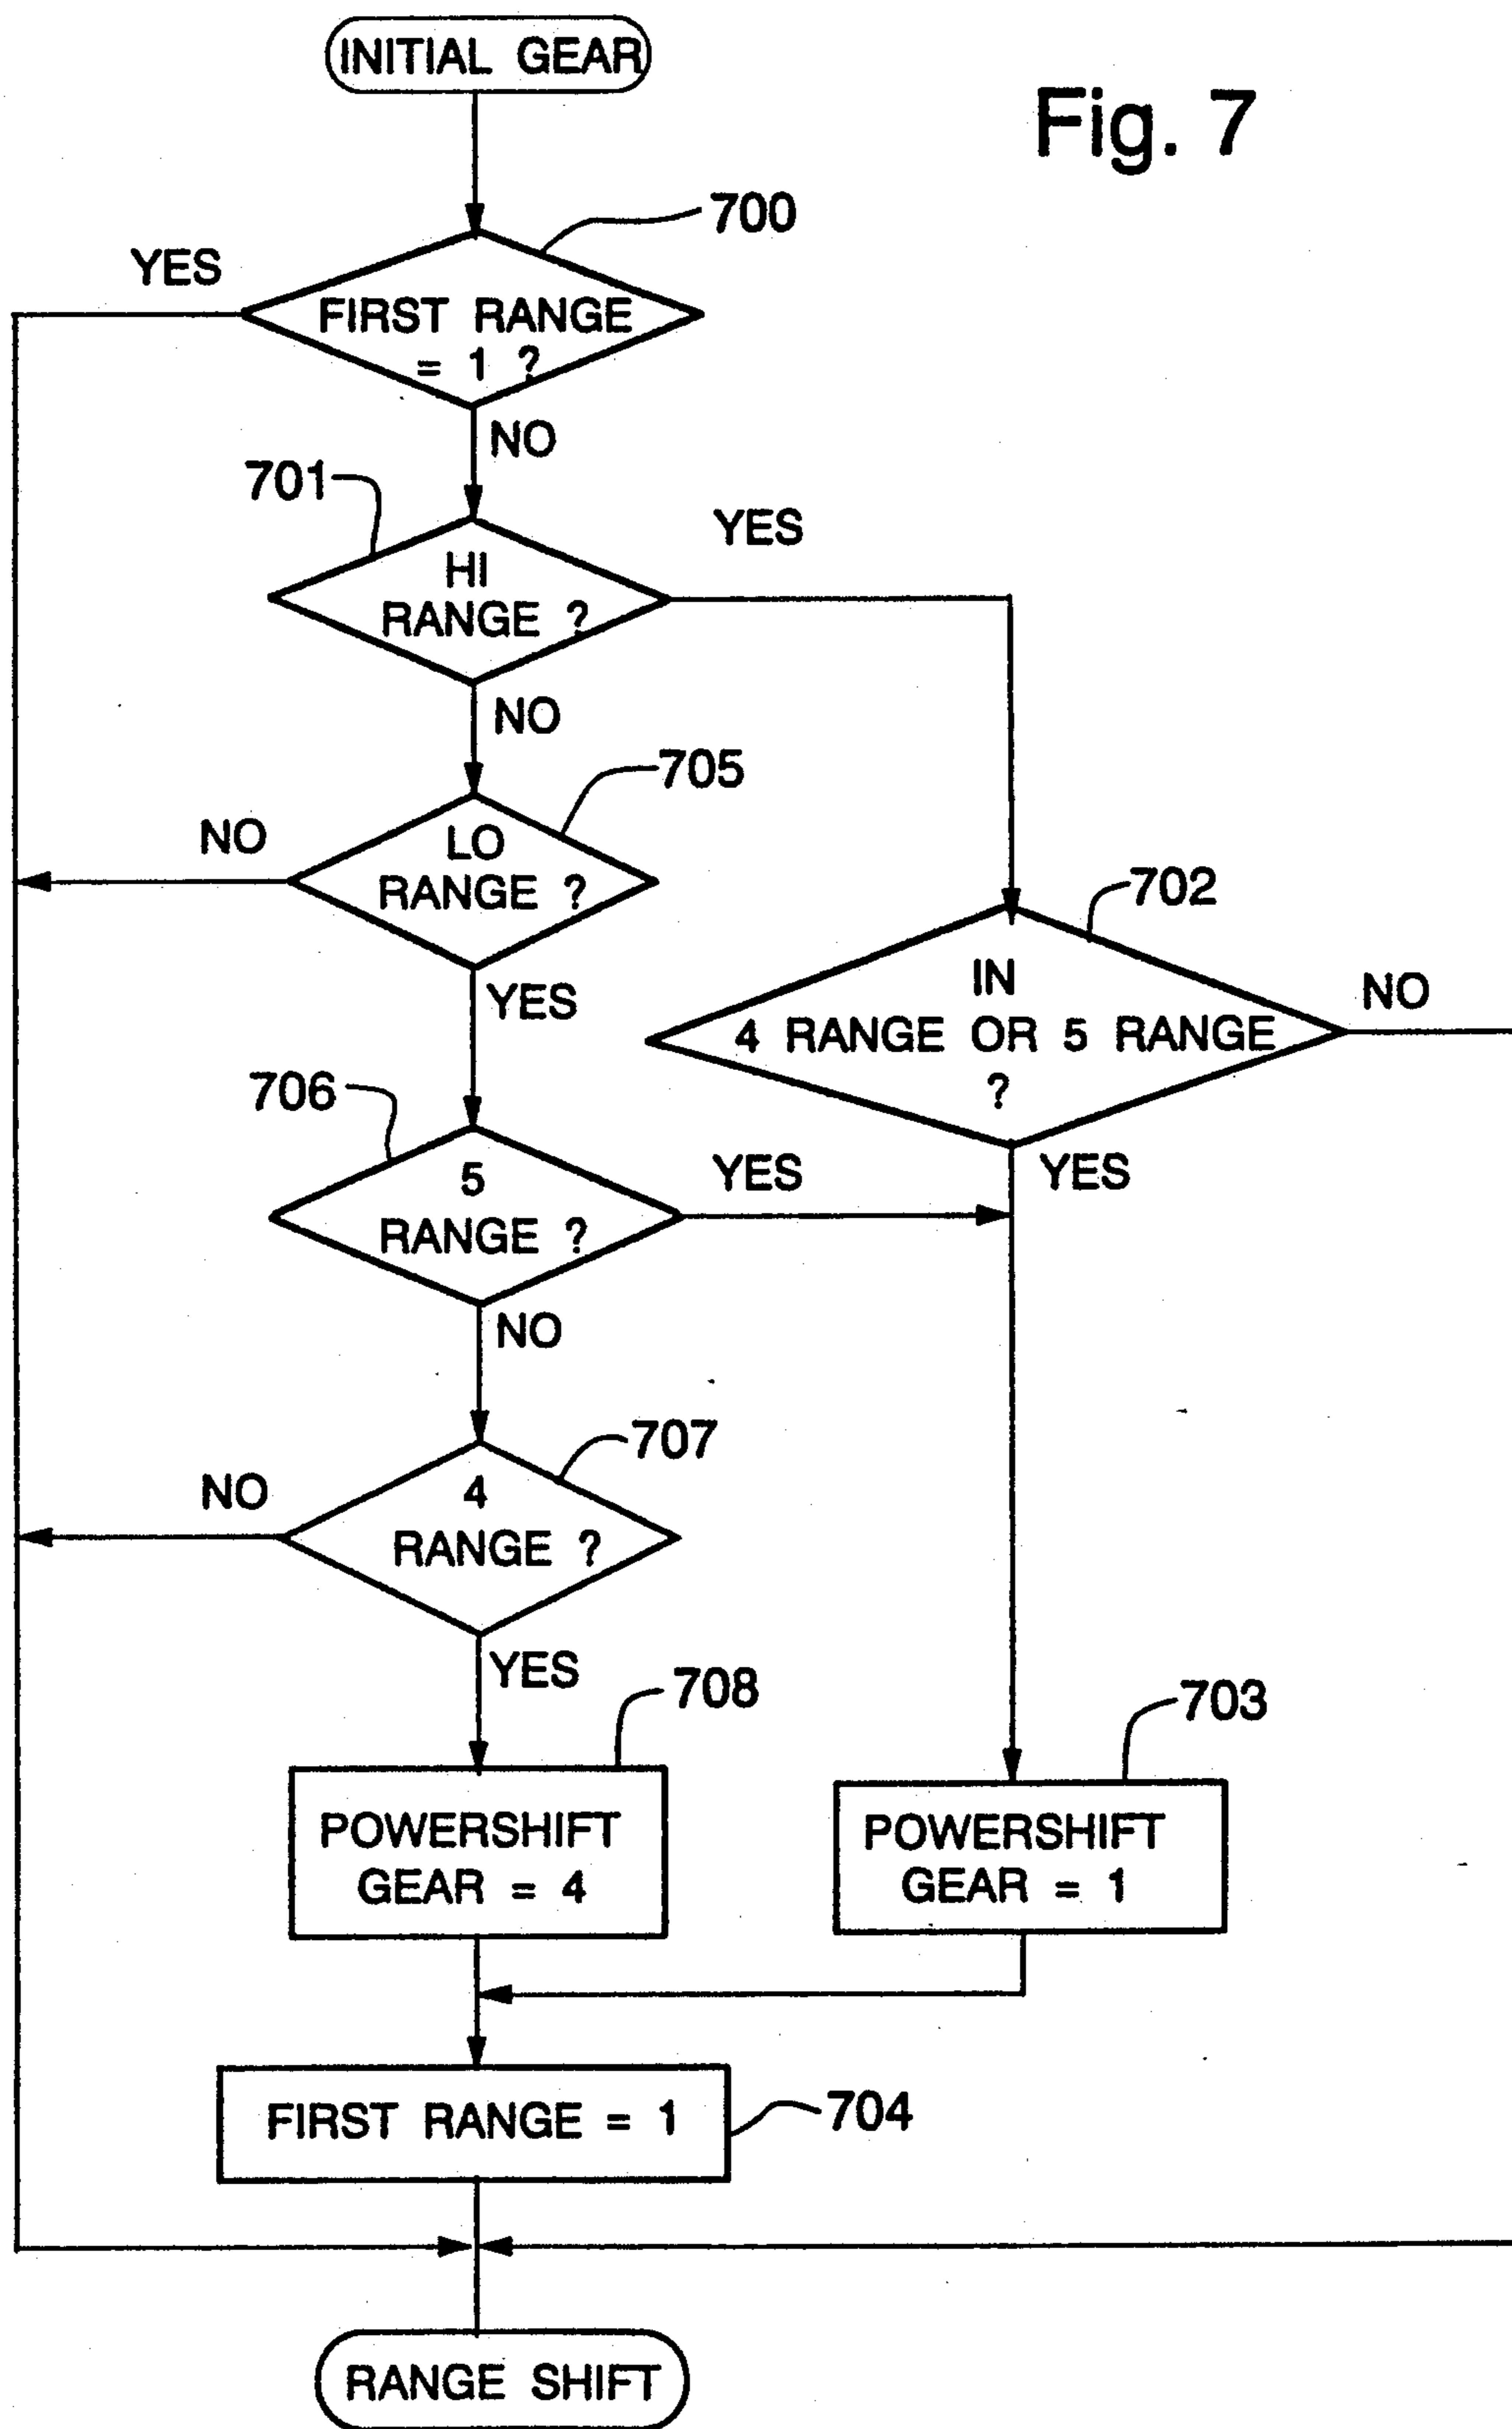 INITIAL GEAR
Fig. 7
700
YES
FIRST RANGE
= 1 ?
NO
701
YES
HI
RANGE ?
NO
705
NO
LO
RANGE ?
702
YES
IN
4 RANGE OR 5 RANGE
?
NO
706
YES
5
RANGE ?
YES
NO
707
NO
4
RANGE ?
YES
708
703
POWERSHIFT
GEAR = 4
POWERSHIFT
GEAR = 1
FIRST RANGE = 1
704
RANGE SHIFT